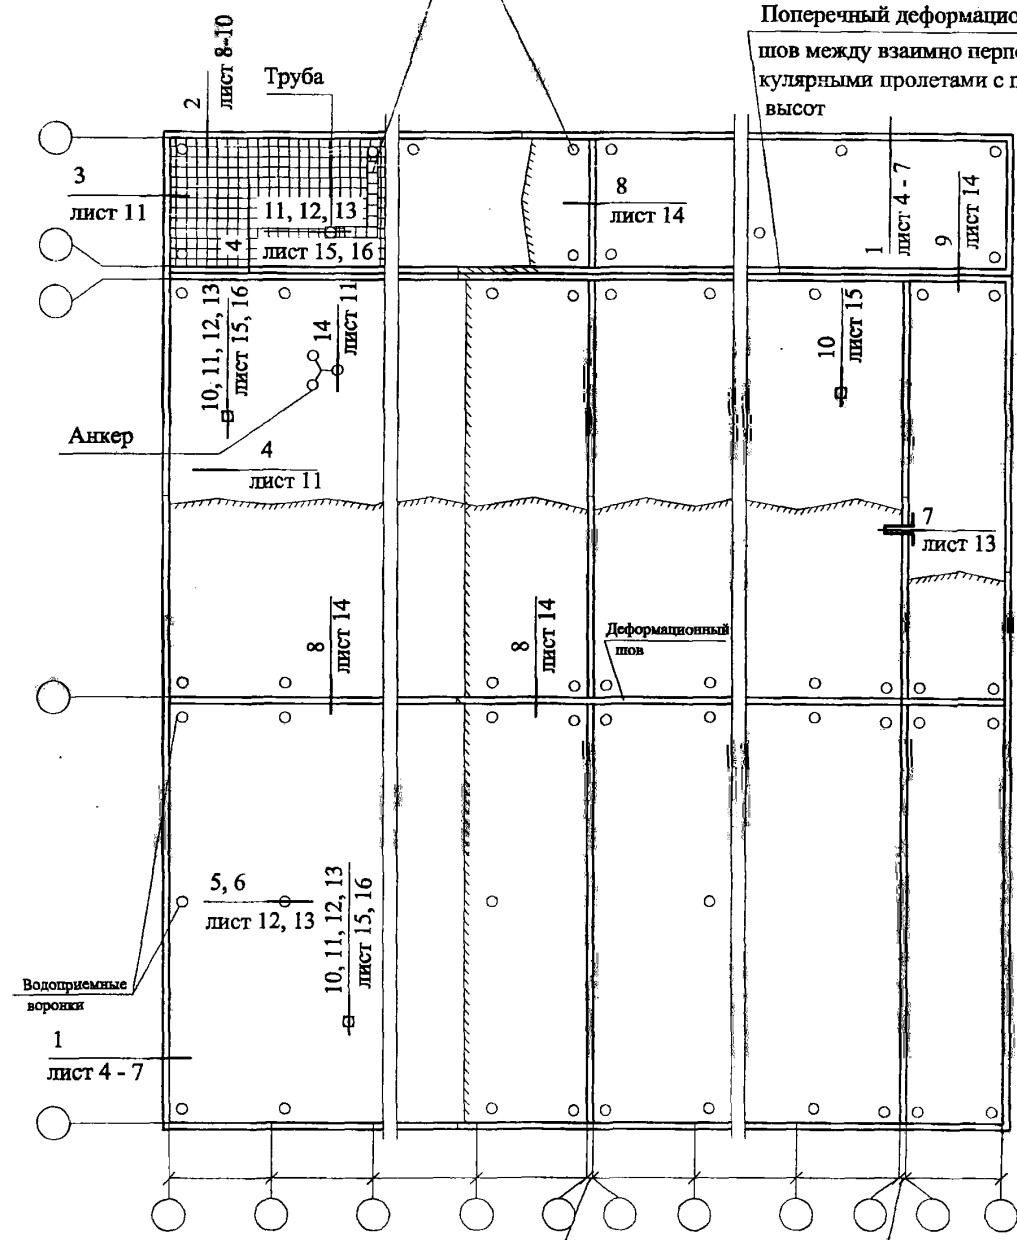 Поперечный деформацио
шов между взаимно перпе
кулярными пролетами с п
высот
2
лист 8-10
Труба
3
лист 11
11, 12, 13
лист 15, 16
4
8
лист 14
1
лист 4 - 7
9
лист 14
10, 11, 12, 13
лист 15, 16
14
лист 11
10
лист 15
Анкер
4
лист 11
7
лист 13
8
лист 14
8
лист 14
Деформационный
шов
5, 6
лист 12, 13
10, 11, 12, 13
лист 15, 16
Водоприемные
воронки
1
лист 4 - 7